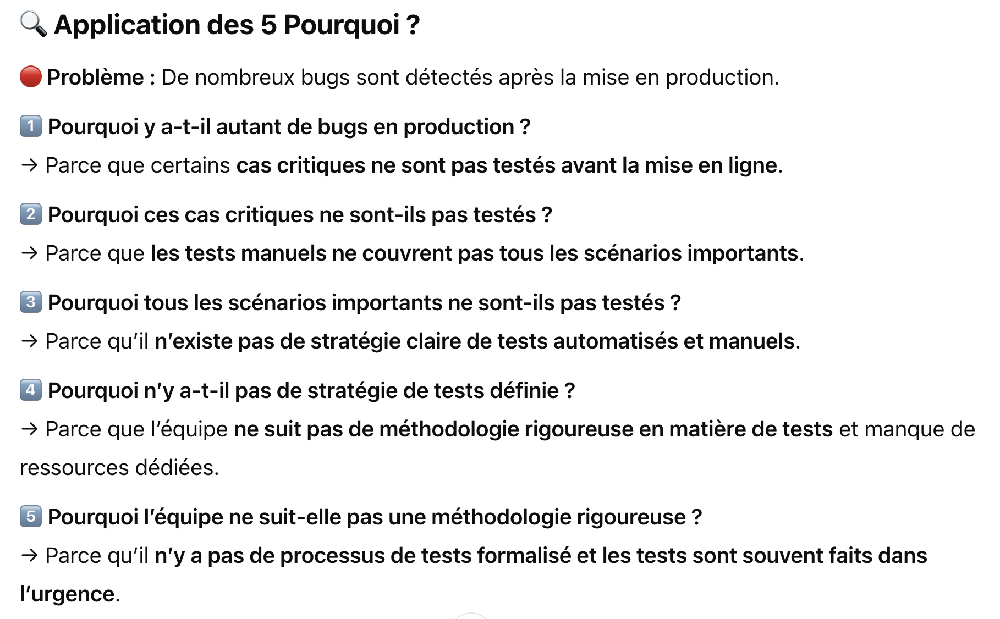 🔍 Application des 5 Pourquoi ?
🔴 Problème : De nombreux bugs sont détectés après la mise en production.
1️⃣ Pourquoi y a-t-il autant de bugs en production ?
→ Parce que certains cas critiques ne sont pas testés avant la mise en ligne.
2️⃣ Pourquoi ces cas critiques ne sont-ils pas testés ?
→ Parce que les tests manuels ne couvrent pas tous les scénarios importants.
3️⃣ Pourquoi tous les scénarios importants ne sont-ils pas testés ?
→ Parce qu’il n’existe pas de stratégie claire de tests automatisés et manuels.
4️⃣ Pourquoi n’y a-t-il pas de stratégie de tests définie ?
→ Parce que l’équipe ne suit pas de méthodologie rigoureuse en matière de tests et manque de
ressources dédiées.
5️⃣ Pourquoi l’équipe ne suit-elle pas une méthodologie rigoureuse ?
→ Parce qu’il n’y a pas de processus de tests formalisé et les tests sont souvent faits dans
l’urgence.